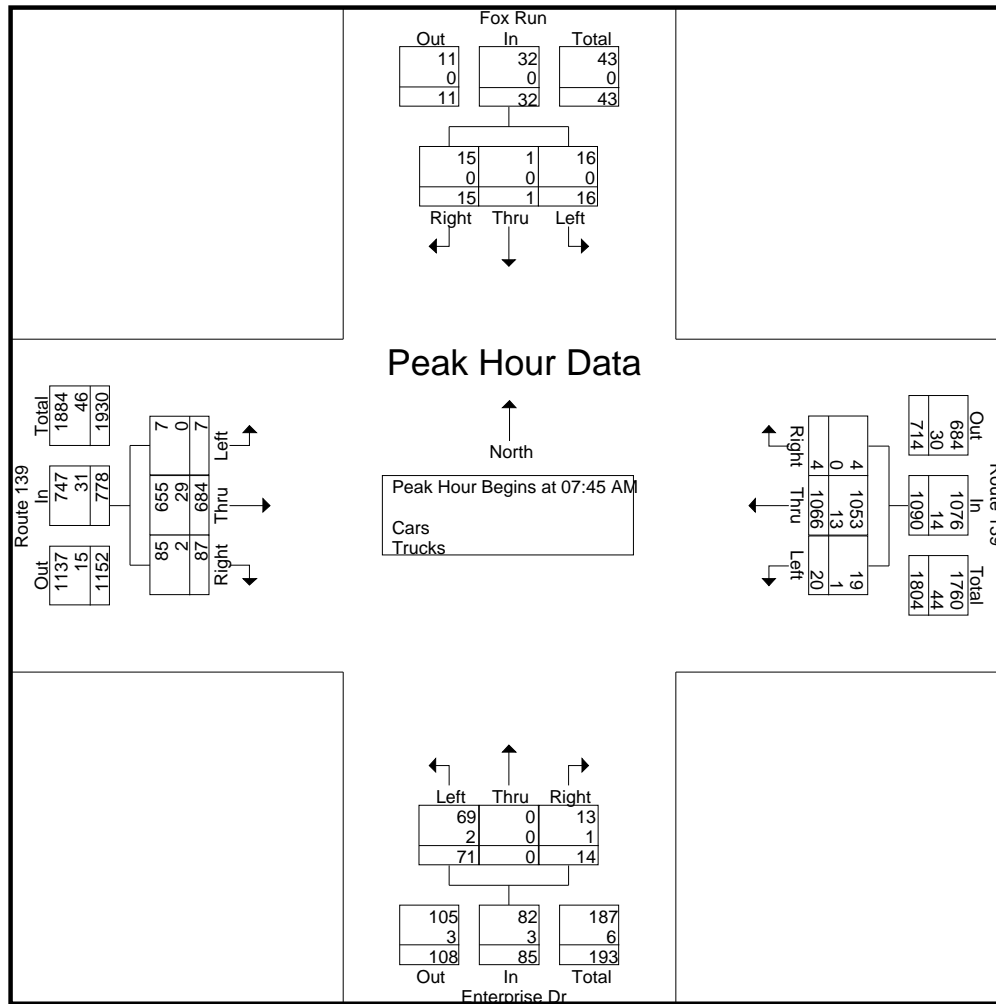 Fox Run
Out In Total
11 32 43
0 0 0
11 32 43
15 1 16
0 0 0
15 1 16
Right Thru Left
Peak Hour Data
North
Peak Hour Begins at 07:45 AM
Cars
Trucks
Route 139
Total
1884
46
1930
In
747
31
778
Out
1137
15
1152
Left
7
0
7
Thru
655
29
684
Right
85
2
87
Right
4
0
4
Thru
1053
13
1066
Left
19
1
20
Out
684
30
714
In
1076
14
1090
Total
1760
44
1804
Route 139
Left Thru Right
69 0 13
2 0 1
71 0 14
105 82 187
3 3 6
108 85 193
Out In Total
Enterprise Dr